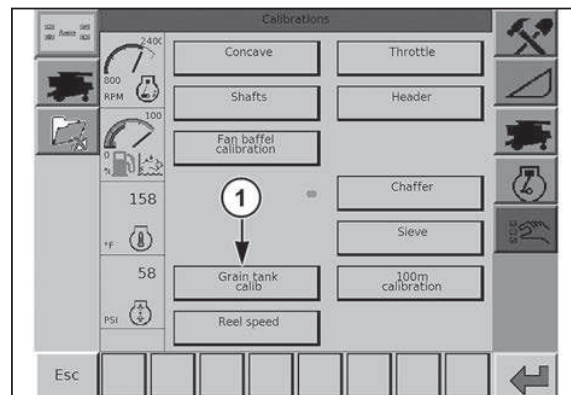 Calibrations
2400
800
RPM
100
0
%
158
°F
58
PSI
Concave
Throttle
Shafts
Header
Fan baffel
calibration
1
Chaffer
Sieve
Grain tank
calib
100m
calibration
Reel speed
Esc